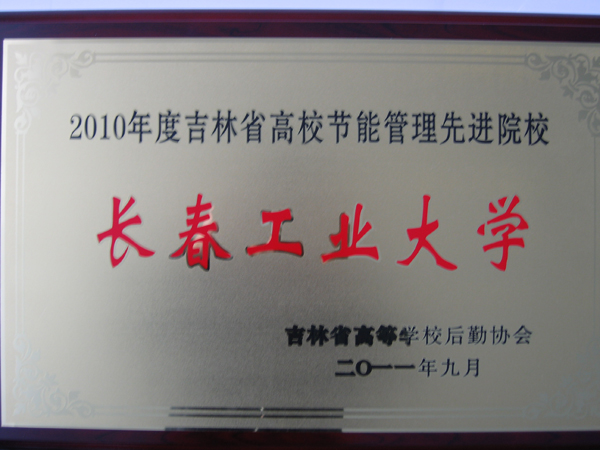 2010年度吉林省高校节能管理先进院校
长春工业大学
吉林省高等学校后勤协会
二〇一一年九月